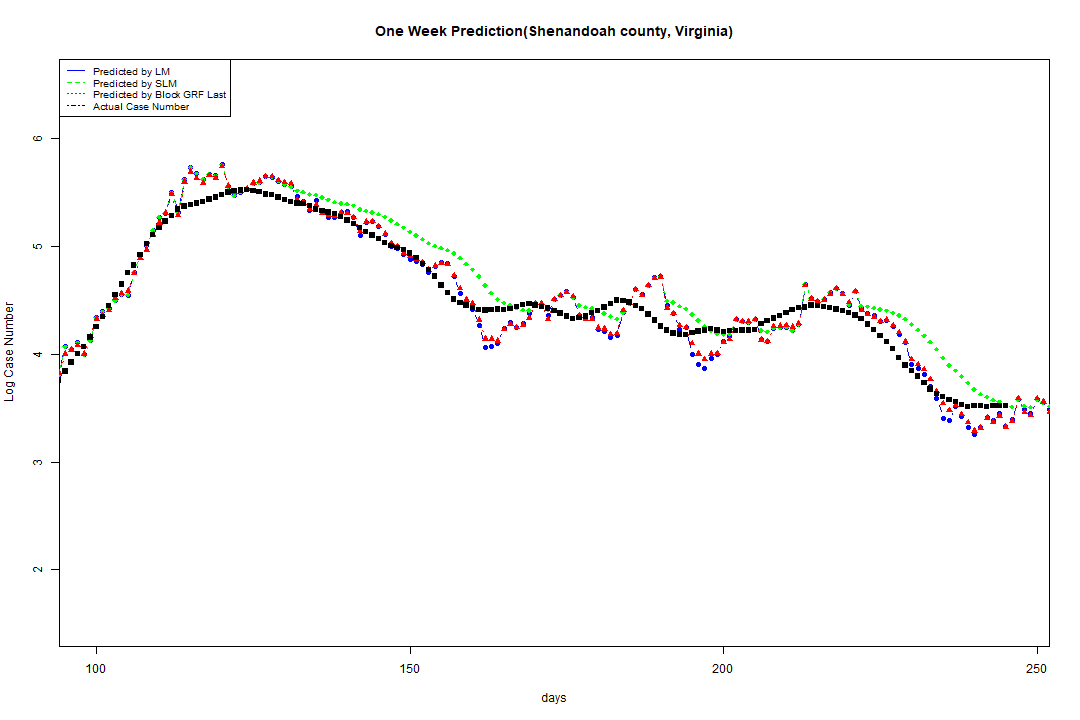 One Week Prediction(Shenandoah county, Virginia)
Predicted by LM
Predicted by SLM
Predicted by Block GRF Last
Actual Case Number
6
5
4
3
2
Log Case Number
100 150 200 250
days